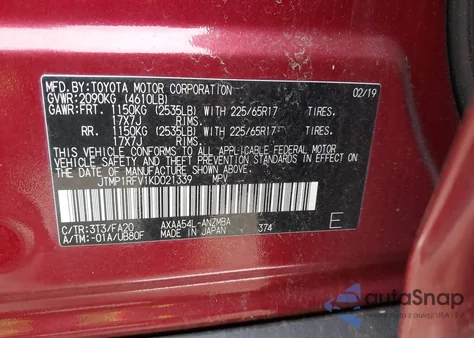 MFD. BY: TOYOTA MOTOR CORPORATION 02/19
GVWR: 2090KG (4610LB)
GAWR: FRT. 1150KG (2535LB) WITH 225/65R17 TIRES.
17X7J
RR. 1150KG (2535LB) WITH 225/65R17 TIRES.
17X7J
THIS VEHICLE CONFORMS TO ALL APPLICABLE FEDERAL MOTOR
VEHICLE SAFETY AND THEFT PREVENTION STANDARDS IN EFFECT ON
THE DATE OF MANUFACTURE SHOWN ABOVE.
JTMP1RFV1KD021339 MPV
C/TR: 3T3/FA20 AXAA54L-ANZMBA
A/TM: -01A/UB80F MADE IN JAPAN 374
E
autoSnap